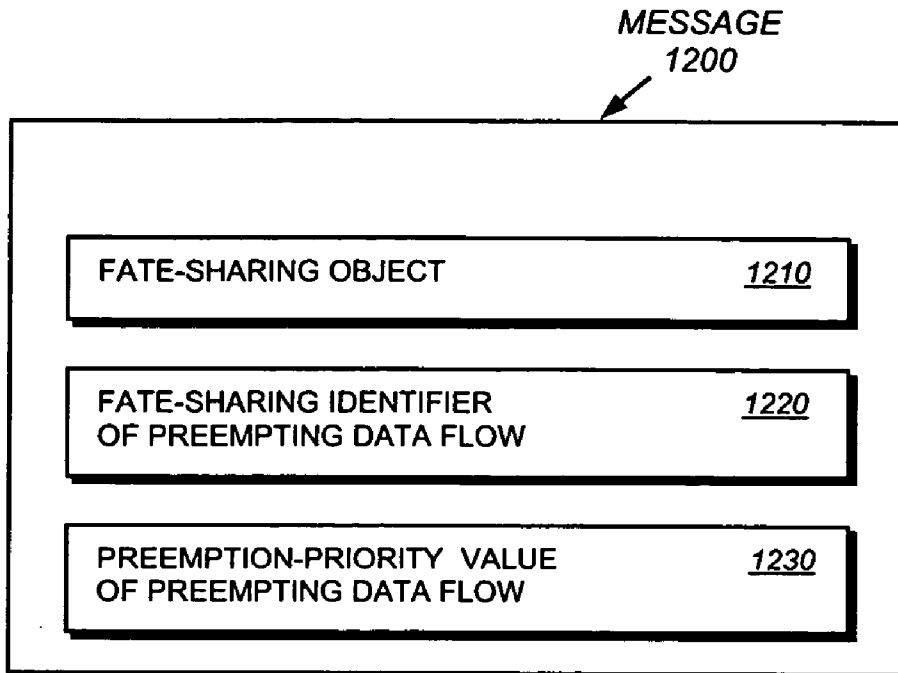 MESSAGE
1200
FATE-SHARING OBJECT 1210
FATE-SHARING IDENTIFIER 1220
OF PREEMPTING DATA FLOW
PREEMPTION-PRIORITY VALUE 1230
OF PREEMPTING DATA FLOW